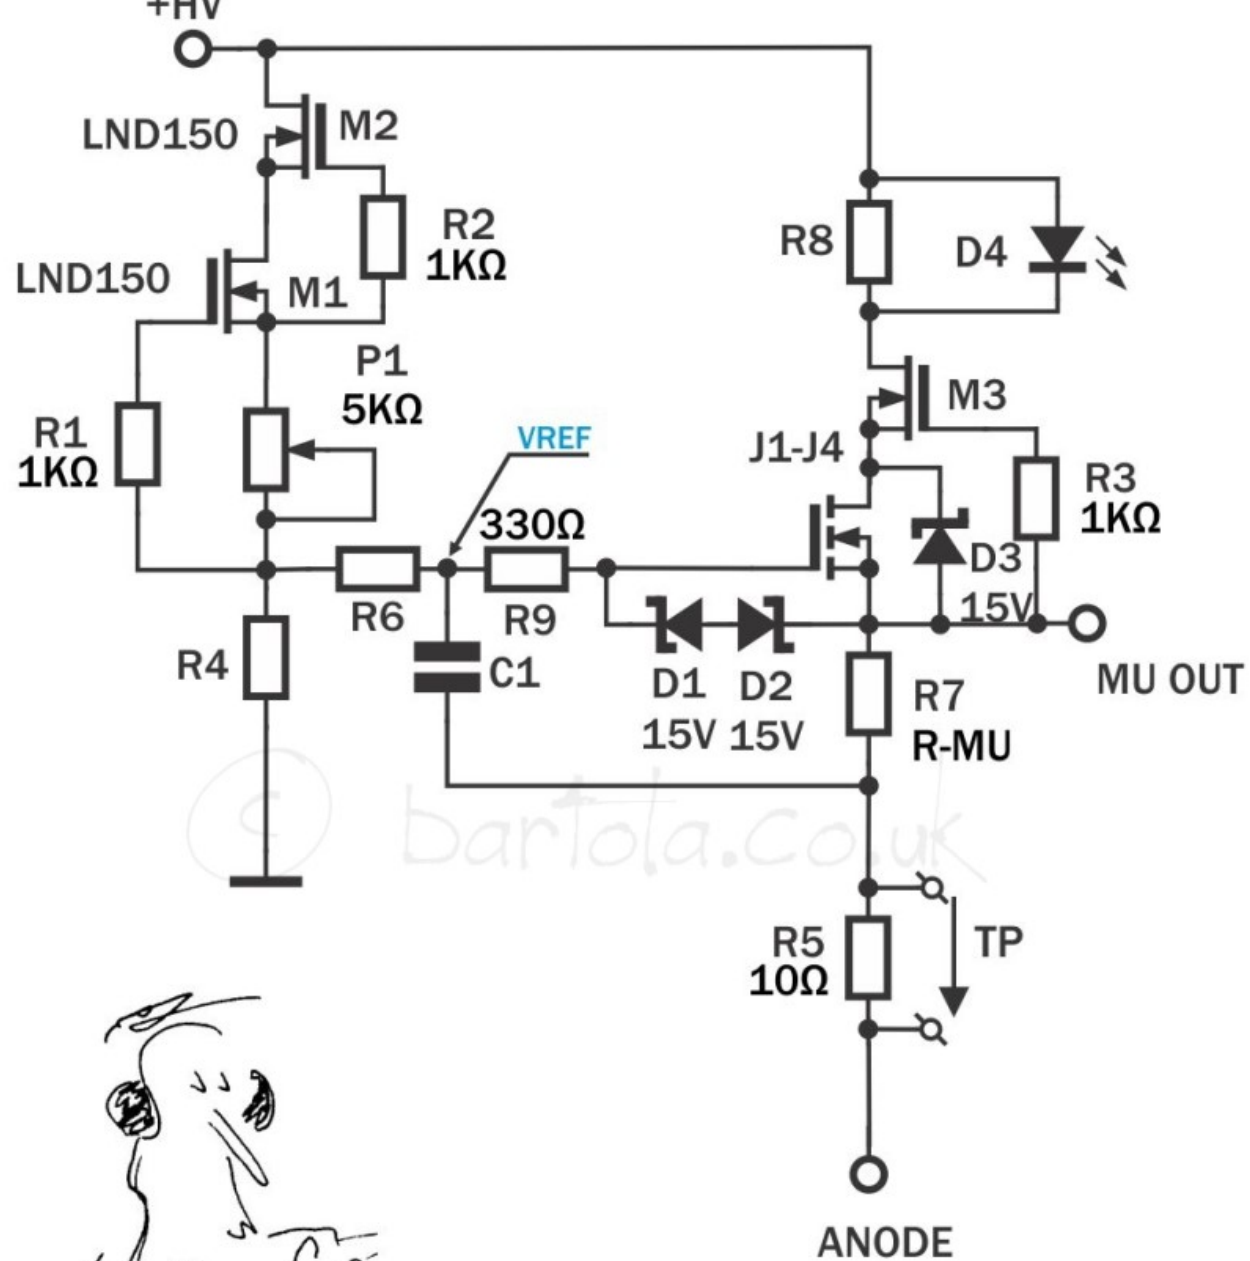 +HV
LND150
M2
R2
1KΩ
LND150
M1
P1
5KΩ
R1
1KΩ
VREF
330Ω
R6
R9
R4
C1
R8
D4
M3
J1-J4
R3
1KΩ
D3
15V
D1
15V
D2
15V
MU OUT
R7
R-MU
© bartola.co.uk
R5
10Ω
TP
ANODE